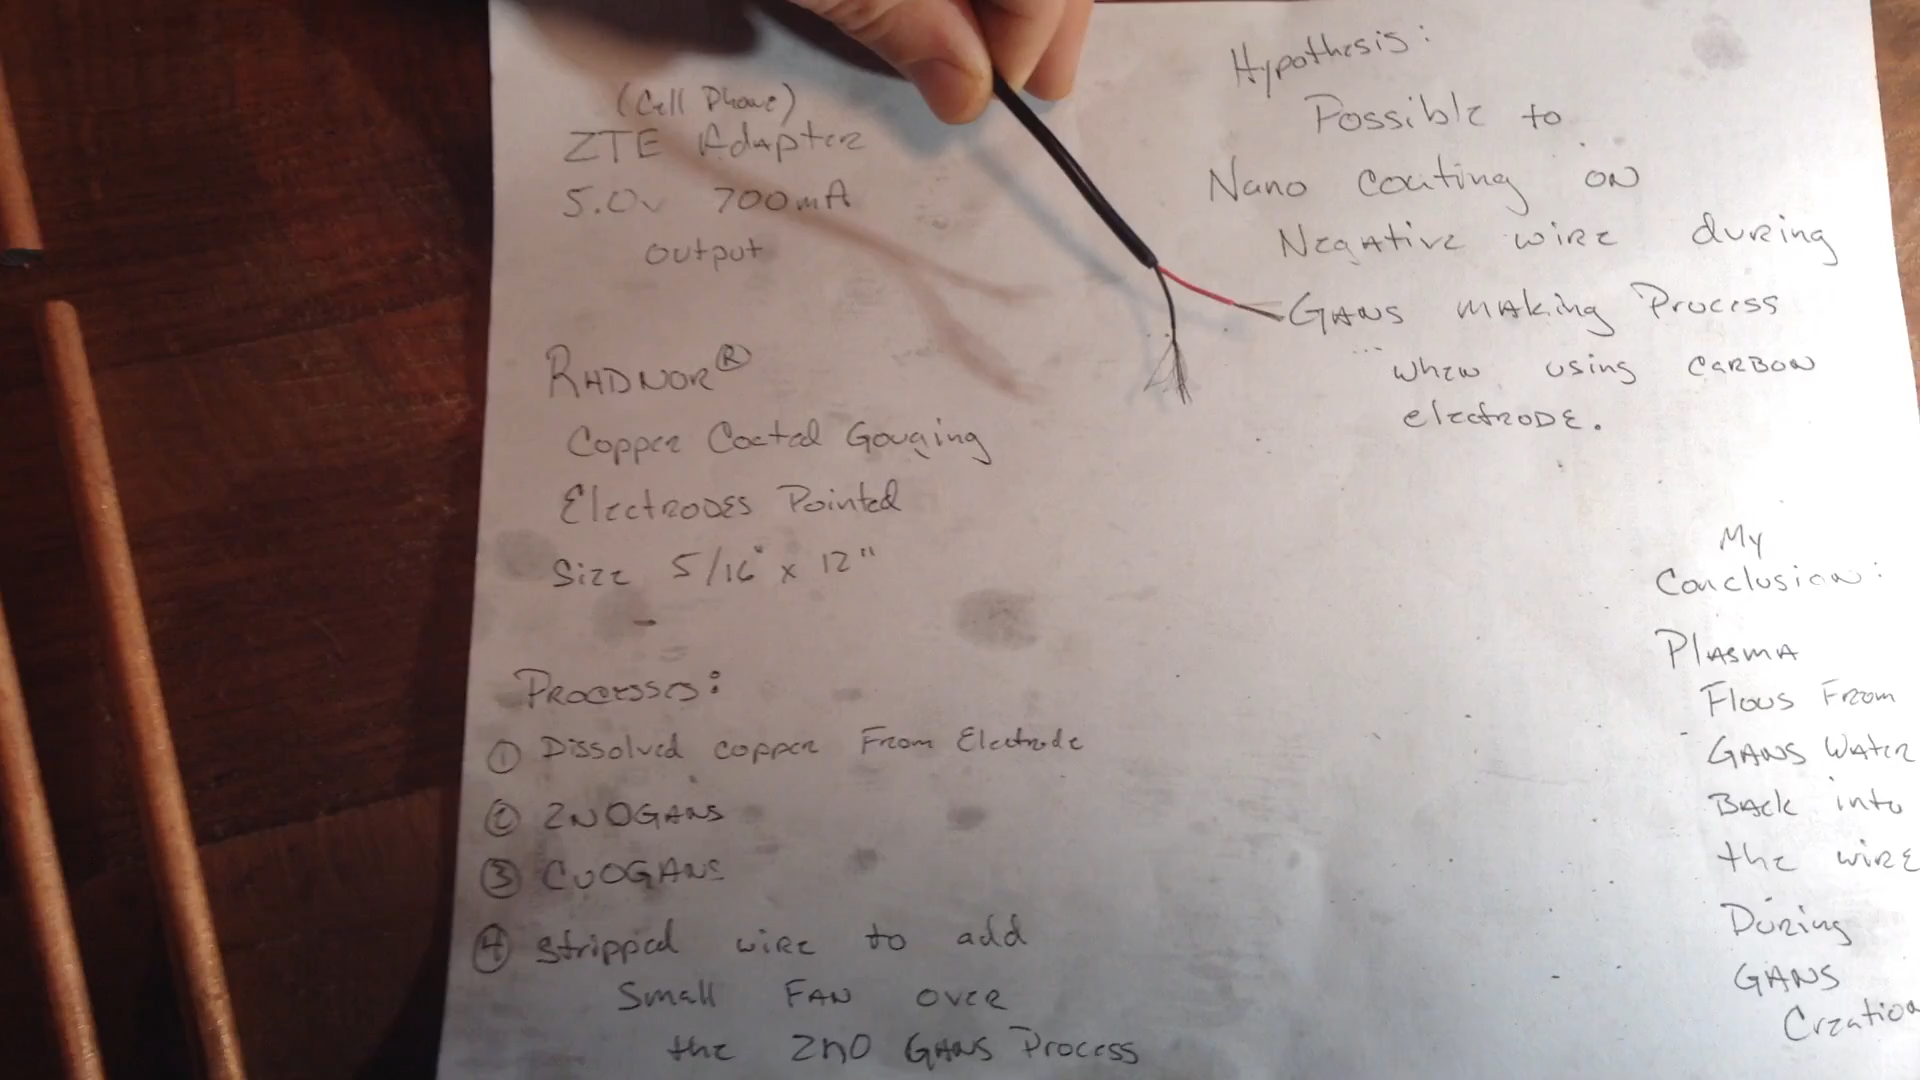 (Cell Phone)
ZTE Adapter
5.0v 700mA
output
RADNOR®
Copper Coated Gouging
Electrodes Pointed
Size 5/16" x 12"
Processes:
① Dissolved copper From Electrode
② ZNOGANS
③ CUOGANS
④ stripped wire to add
Small FAN over
the ZnO GANS Process
Hypothesis:
Possible to
Nano coating on
Negative wire during
GANS making Process
... when using carbon
electrode.
My
Conclusion:
Plasma
Flows From
GANS Water
Back into
the wire
During
GANS
Creation